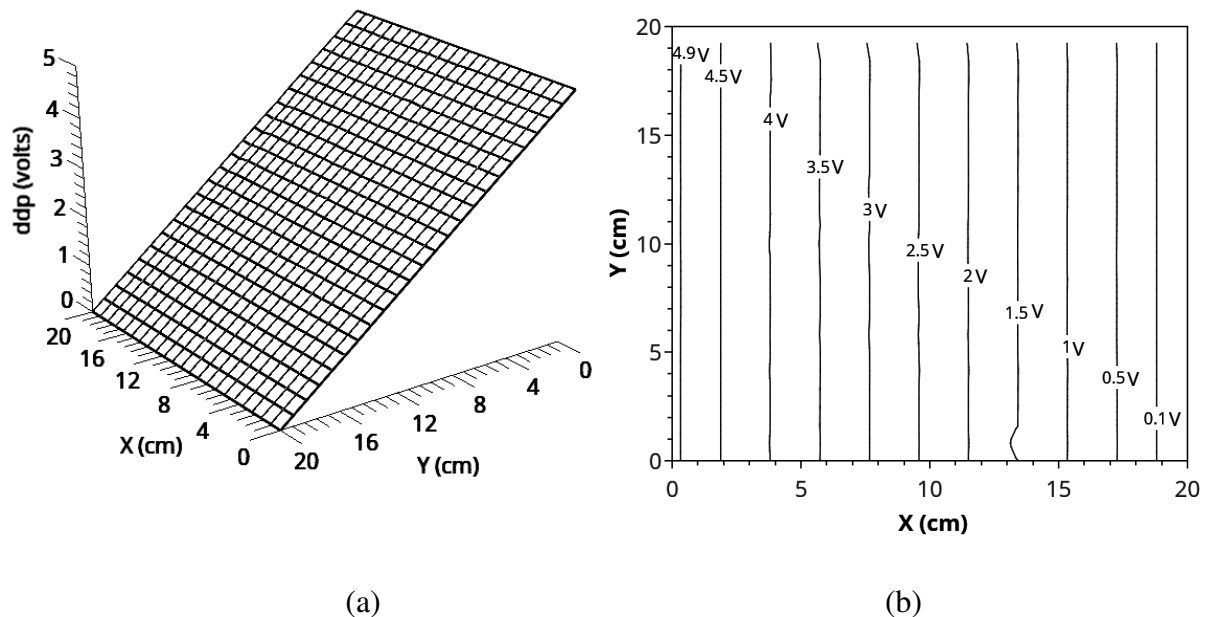 5
4
3
2
1
0
ddp (volts)
20
16
12
8
4
0
X (cm)
20
16
12
8
4
0
Y (cm)
(a)
20
15
10
5
0
Y (cm)
4.9V
4.5V
4V
3.5V
3V
2.5V
2V
1.5V
1V
0.5V
0.1V
0 5 10 15 20
X (cm)
(b)